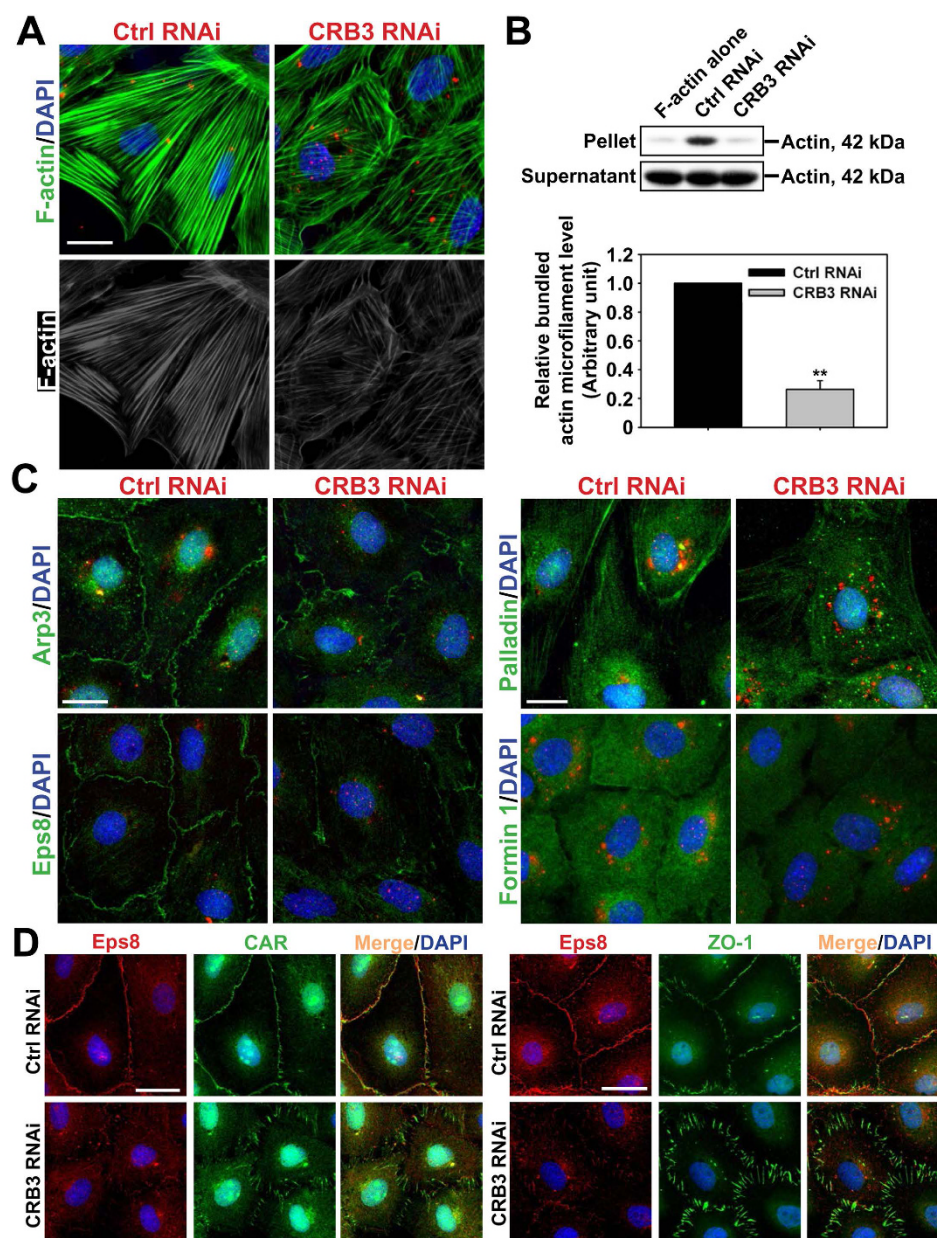 A
Ctrl RNAi
CRB3 RNAi
F-actin/DAPI
F-actin
B
F-actin alone
Ctrl RNAi
CRB3 RNAi
Pellet
Actin, 42 kDa
Supernatant
Actin, 42 kDa
Relative bundled
actin microfilament level
(Arbitrary unit)
1.2
1.0
0.8
0.6
0.4
0.2
0
Ctrl RNAi
CRB3 RNAi
**
C
Ctrl RNAi
CRB3 RNAi
Ctrl RNAi
CRB3 RNAi
Arp3/DAPI
Palladin/DAPI
Eps8/DAPI
Formin 1/DAPI
D
Eps8
CAR
Merge/DAPI
Eps8
ZO-1
Merge/DAPI
Ctrl RNAi
Ctrl RNAi
CRB3 RNAi
CRB3 RNAi